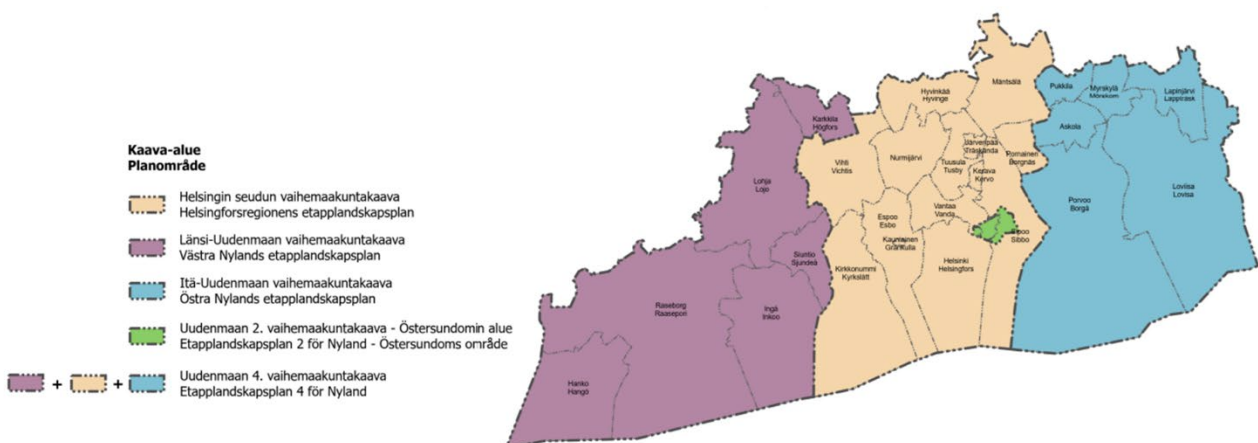 Kaava-alue
Planområde
Helsingin seudun vaihemaakuntakaava
Helsingforsregionens etapplandskapsplan
Länsi-Uudenmaan vaihemaakuntakaava
Västra Nylands etapplandskapsplan
Itä-Uudenmaan vaihemaakuntakaava
Östra Nylands etapplandskapsplan
Uudenmaan 2. vaihemaakuntakaava - Östersundomin alue
Etapplandskapsplan 2 för Nyland - Östersundoms område
+ +
Uudenmaan 4. vaihemaakuntakaava
Etapplandskapsplan 4 för Nyland
Mäntsälä
Hyvinkää
Hyvinge
Pukkila
Myrskylä
Mörskom
Lapinjärvi
Lappträsk
Karkkila
Högfors
Askola
Järvenpää
Träskända
Pornainen
Borgnäs
Nurmijärvi
Tuusula
Tusby
Vihti
Vichtis
Kerava
Kervo
Lohja
Lojo
Loviisa
Lovisa
Porvoo
Borgå
Vantaa
Vanda
Espoo
Esbo
Sipoo
Sibbo
Kauniainen
Grankulla
Siuntio
Sjundeå
Helsinki
Helsingfors
Kirkkonummi
Kyrkslätt
Raseborg
Raasepori
Ingå
Inkoo
Hanko
Hangö